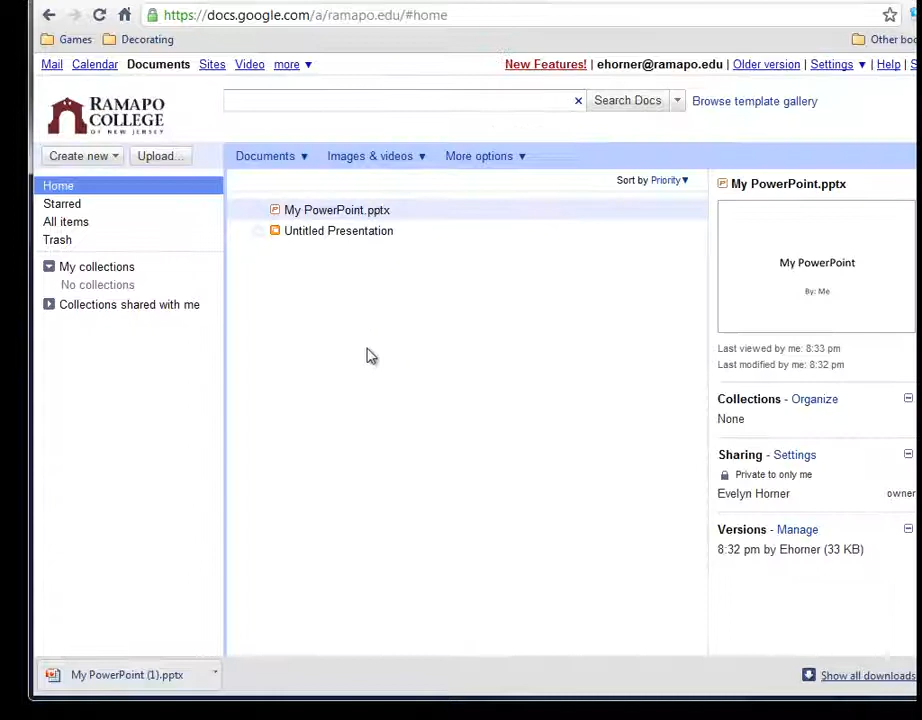 https://docs.google.com/a/ramapo.edu/#home
Games Decorating Other boo
Mail Calendar Documents Sites Video more ▼ New Features! | ehorner@ramapo.edu | Older version | Settings ▼ | Help | S
RAMAPO COLLEGE OF NEW JERSEY
× Search Docs Browse template gallery
Create new Upload... Documents ▼ Images & videos ▼ More options ▼
Sort by Priority▼
Home
Starred
All items
Trash
My collections
No collections
Collections shared with me
My PowerPoint.pptx
Untitled Presentation
My PowerPoint.pptx
My PowerPoint
By: Me
Last viewed by me: 8:33 pm
Last modified by me: 8:32 pm
Collections - Organize
None
Sharing - Settings
Private to only me
Evelyn Horner owner
Versions - Manage
8:32 pm by Ehorner (33 KB)
My PowerPoint (1).pptx Show all downloads